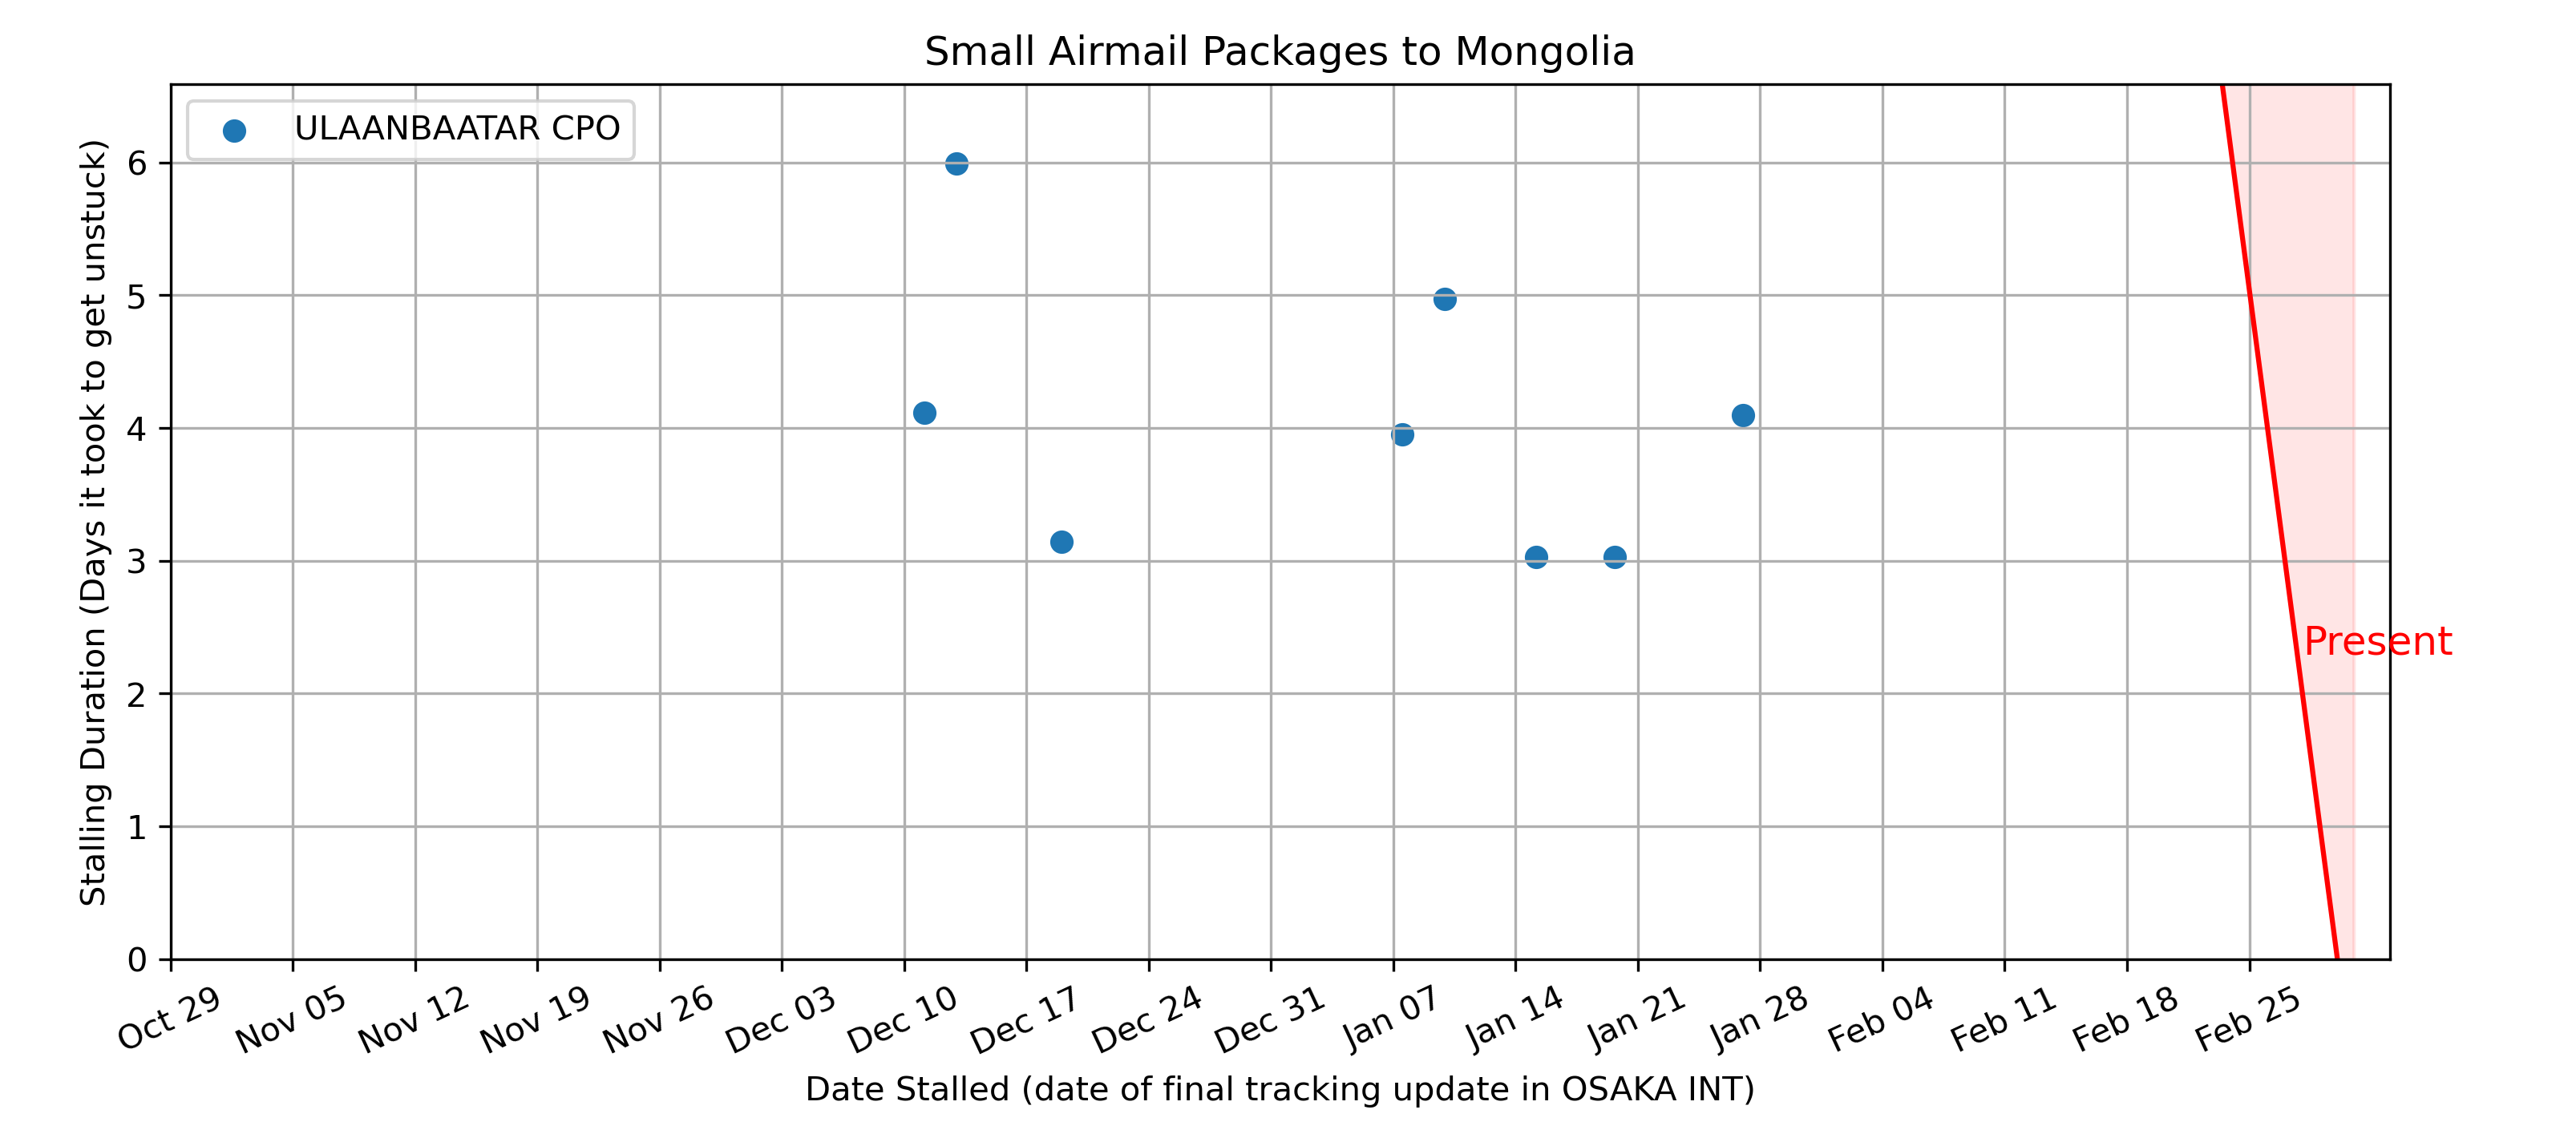 Small Airmail Packages to Mongolia
ULAANBAATAR CPO
Stalling Duration (Days it took to get unstuck)
6
5
4
3
2
1
0
Present
Oct 29
Nov 05
Nov 12
Nov 19
Nov 26
Dec 03
Dec 10
Dec 17
Dec 24
Dec 31
Jan 07
Jan 14
Jan 21
Jan 28
Feb 04
Feb 11
Feb 18
Feb 25
Date Stalled (date of final tracking update in OSAKA INT)